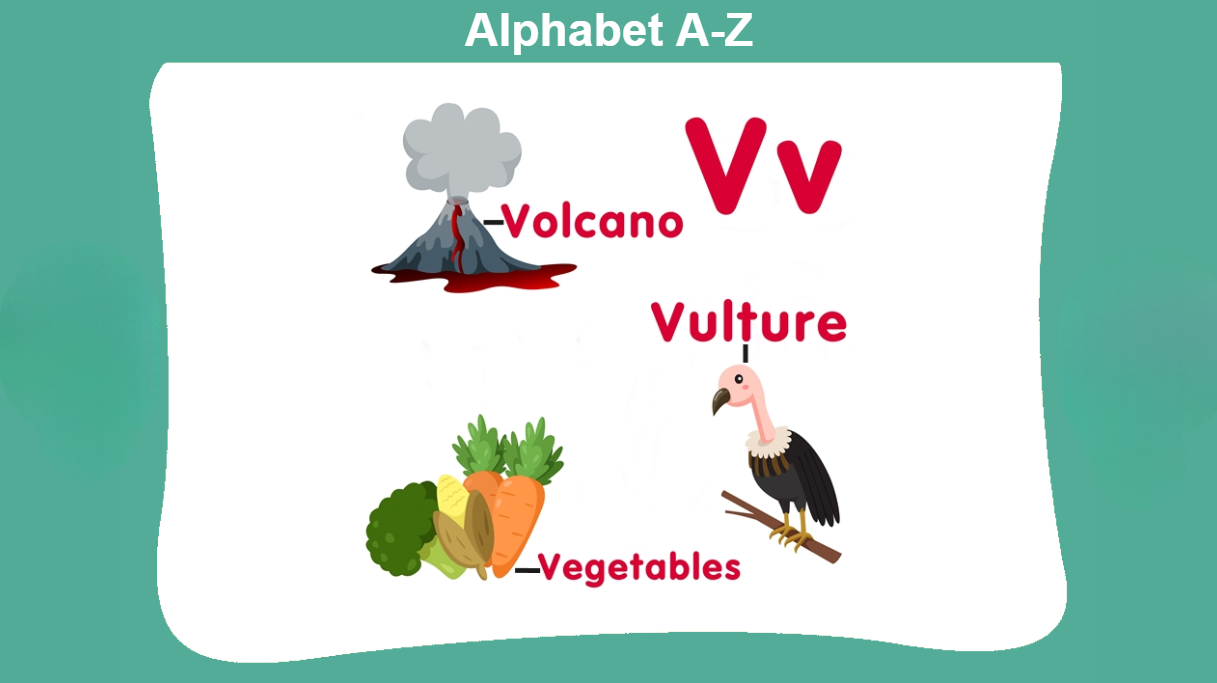 Alphabet A-Z
Vv
Volcano
Vulture
Vegetables